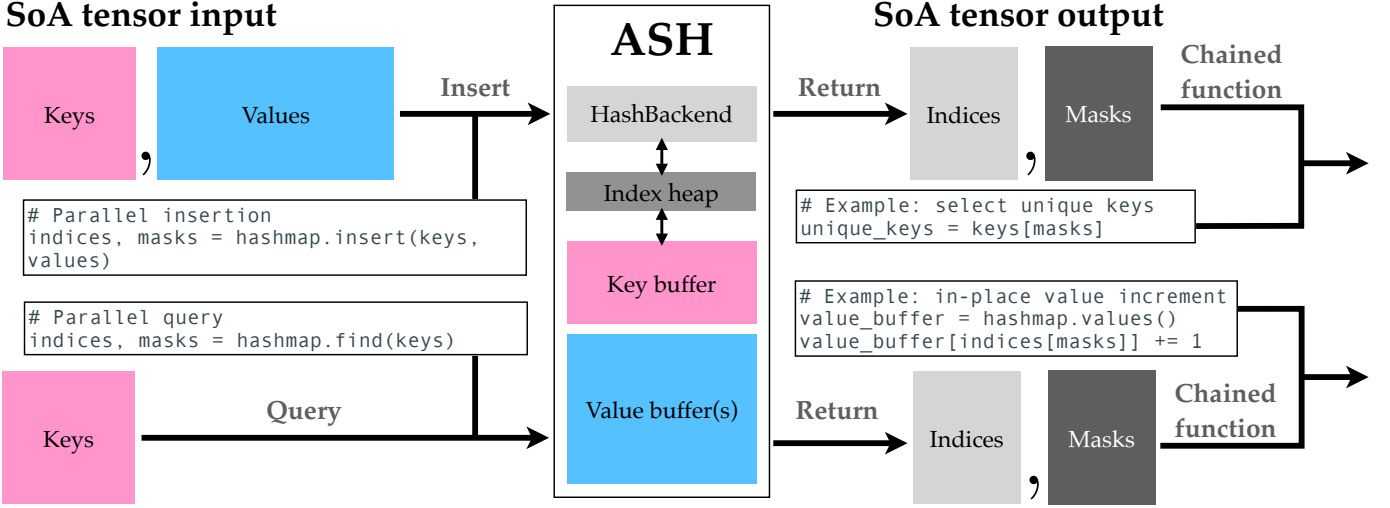 SoA tensor input
Keys
,
Values
Insert
# Parallel insertion
indices, masks = hashmap.insert(keys,
values)
# Parallel query
indices, masks = hashmap.find(keys)
Keys
Query
ASH
HashBackend
Index heap
Key buffer
Value buffer(s)
SoA tensor output
Return
Indices
,
Masks
Chained
function
# Example: select unique keys
unique_keys = keys[masks]
# Example: in-place value increment
value_buffer = hashmap.values()
value_buffer[indices[masks]] += 1
Return
Indices
,
Masks
Chained
function